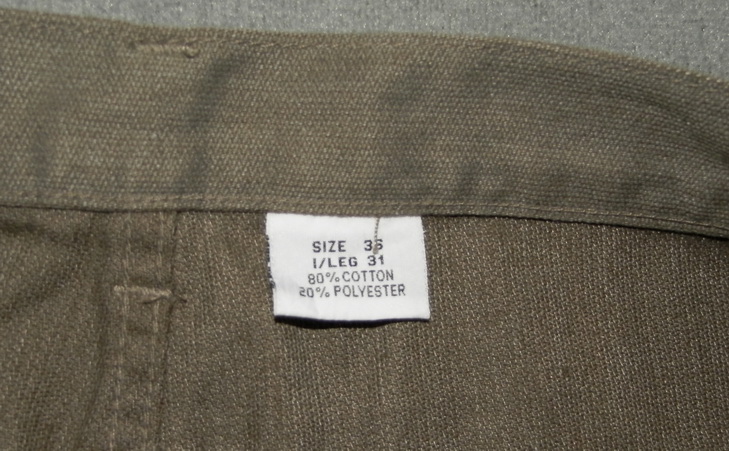 SIZE 36
I/LEG 31
80% COTTON
20% POLYESTER